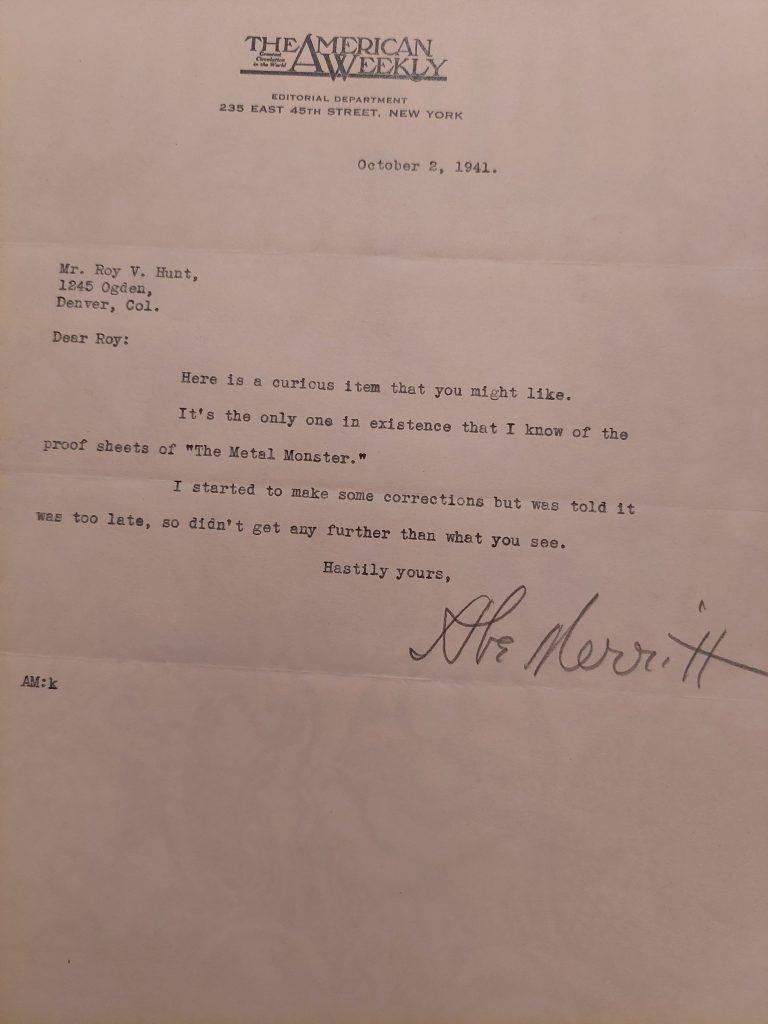 THE AMERICAN WEEKLY
Greatest
Circulation
in the World
EDITORIAL DEPARTMENT
235 EAST 45TH STREET, NEW YORK
October 2, 1941.
Mr. Roy V. Hunt,
1245 Ogden,
Denver, Col.
Dear Roy:
Here is a curious item that you might like.
It's the only one in existence that I know of the
proof sheets of "The Metal Monster."
I started to make some corrections but was told it
was too late, so didn't get any further than what you see.
Hastily yours,
Abe Merritt
AM:k